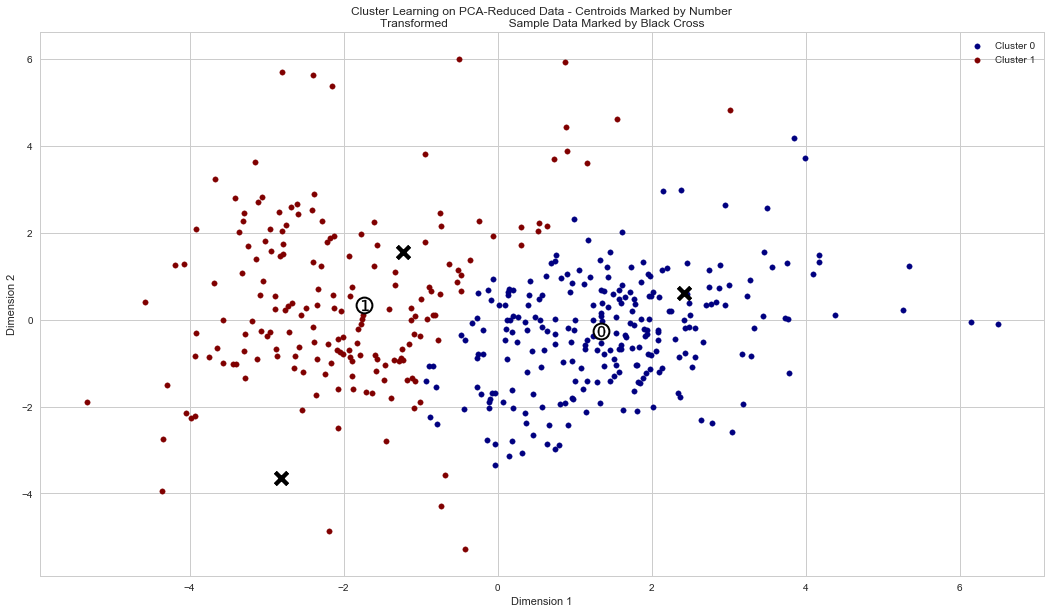 Cluster Learning on PCA-Reduced Data - Centroids Marked by Number
Transformed Sample Data Marked by Black Cross
Cluster 0
Cluster 1
6
4
2
0
−2
−4
Dimension 2
1
0
−4
−2
0
2
4
6
Dimension 1